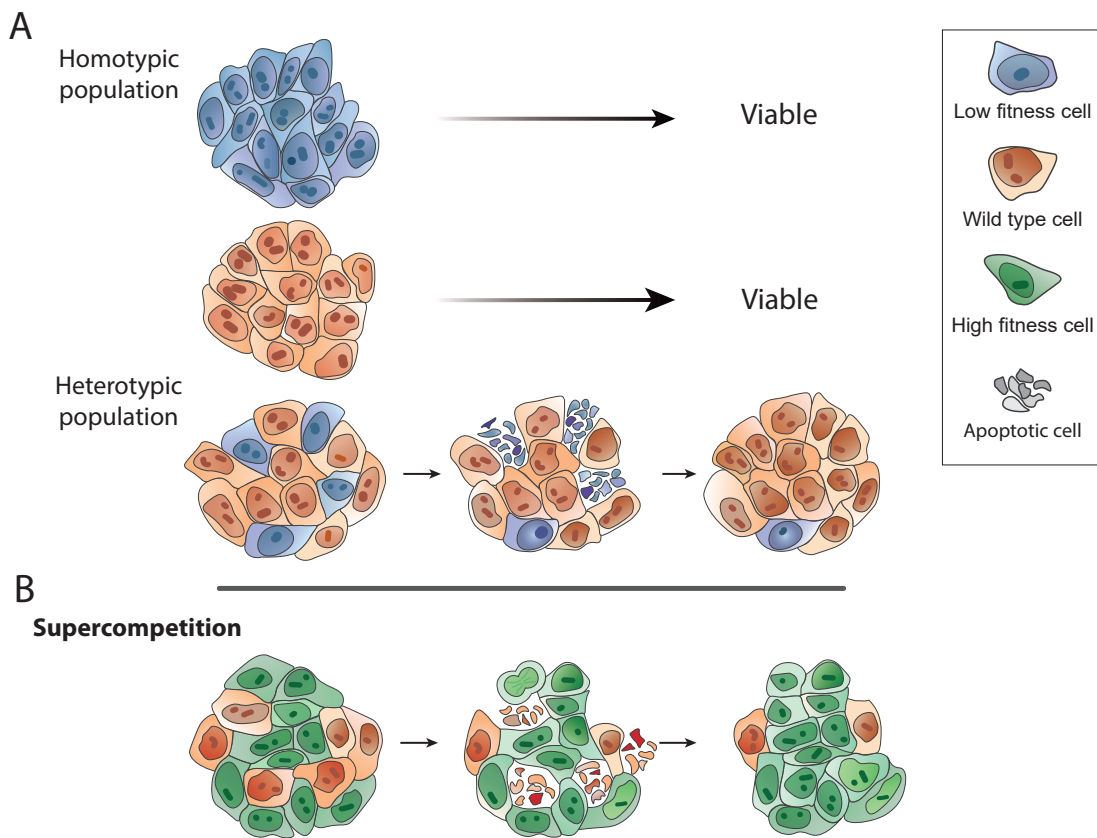 A
Homotypic
population
Viable
Viable
Heterotypic
population
B
Supercompetition
Low fitness cell
Wild type cell
High fitness cell
Apoptotic cell